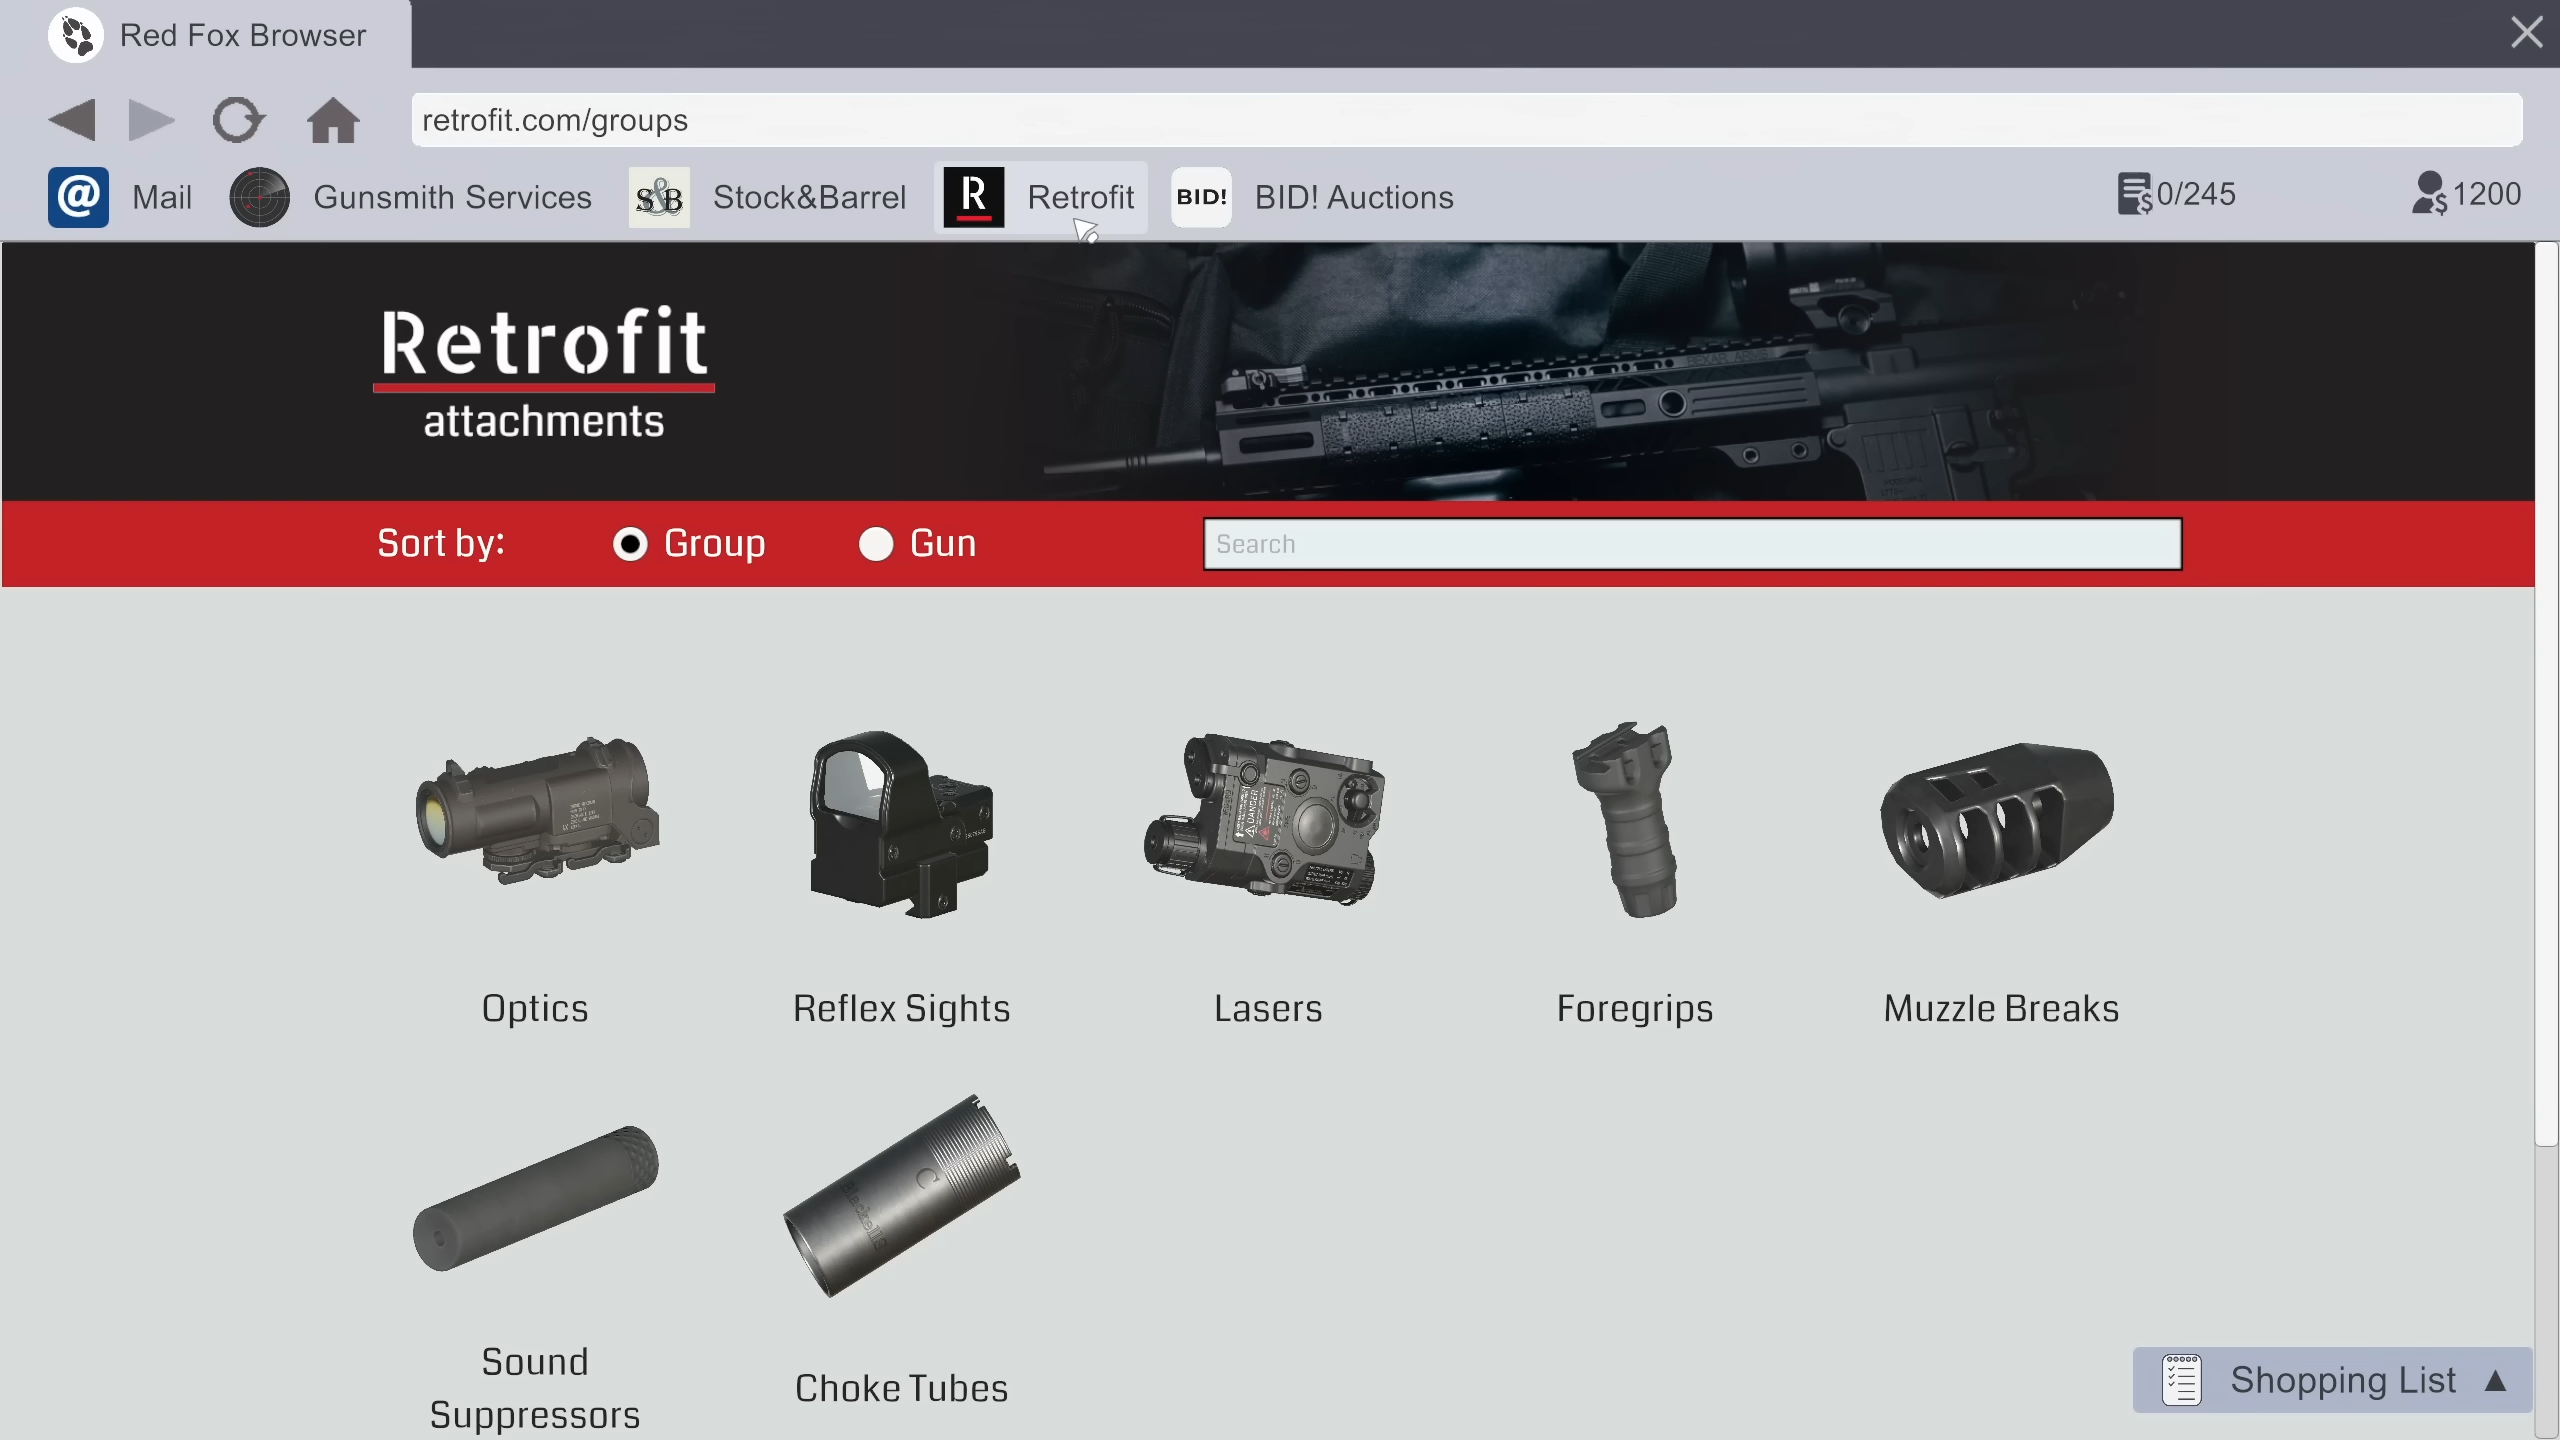 Red Fox Browser
retrofit.com/groups
Mail
Gunsmith Services
S&B
Stock&Barrel
R
Retrofit
BID!
BID! Auctions
0/245
1200
Retrofit
attachments
Sort by:
Group
Gun
Search
Optics
Reflex Sights
Lasers
Foregrips
Muzzle Breaks
DANGER
C
Sound
Suppressors
Choke Tubes
Shopping List